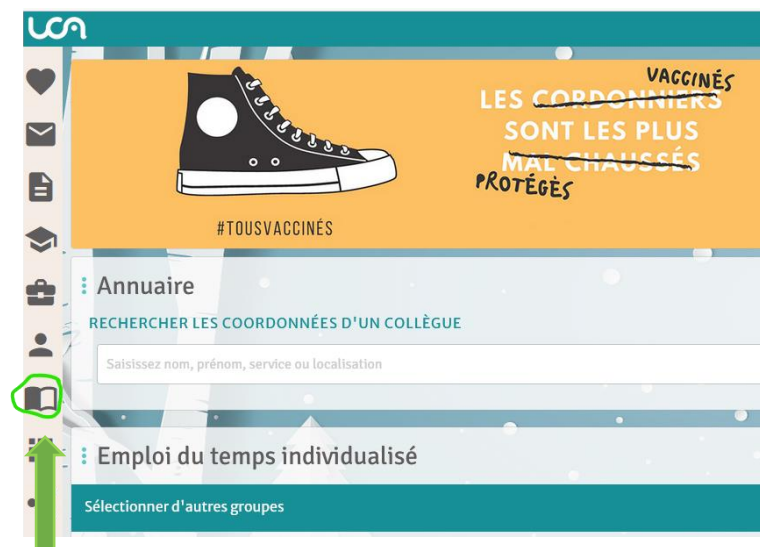 uca
VACCINÉS
LES CORDONNIERS
SONT LES PLUS
MAL CHAUSSÉS
PROTÉGÈS
#TOUSVACCINÉS
Annuaire
RECHERCHER LES COORDONNÉES D'UN COLLÈGUE
Saisissez nom, prénom, service ou localisation
Emploi du temps individualisé
Sélectionner d'autres groupes